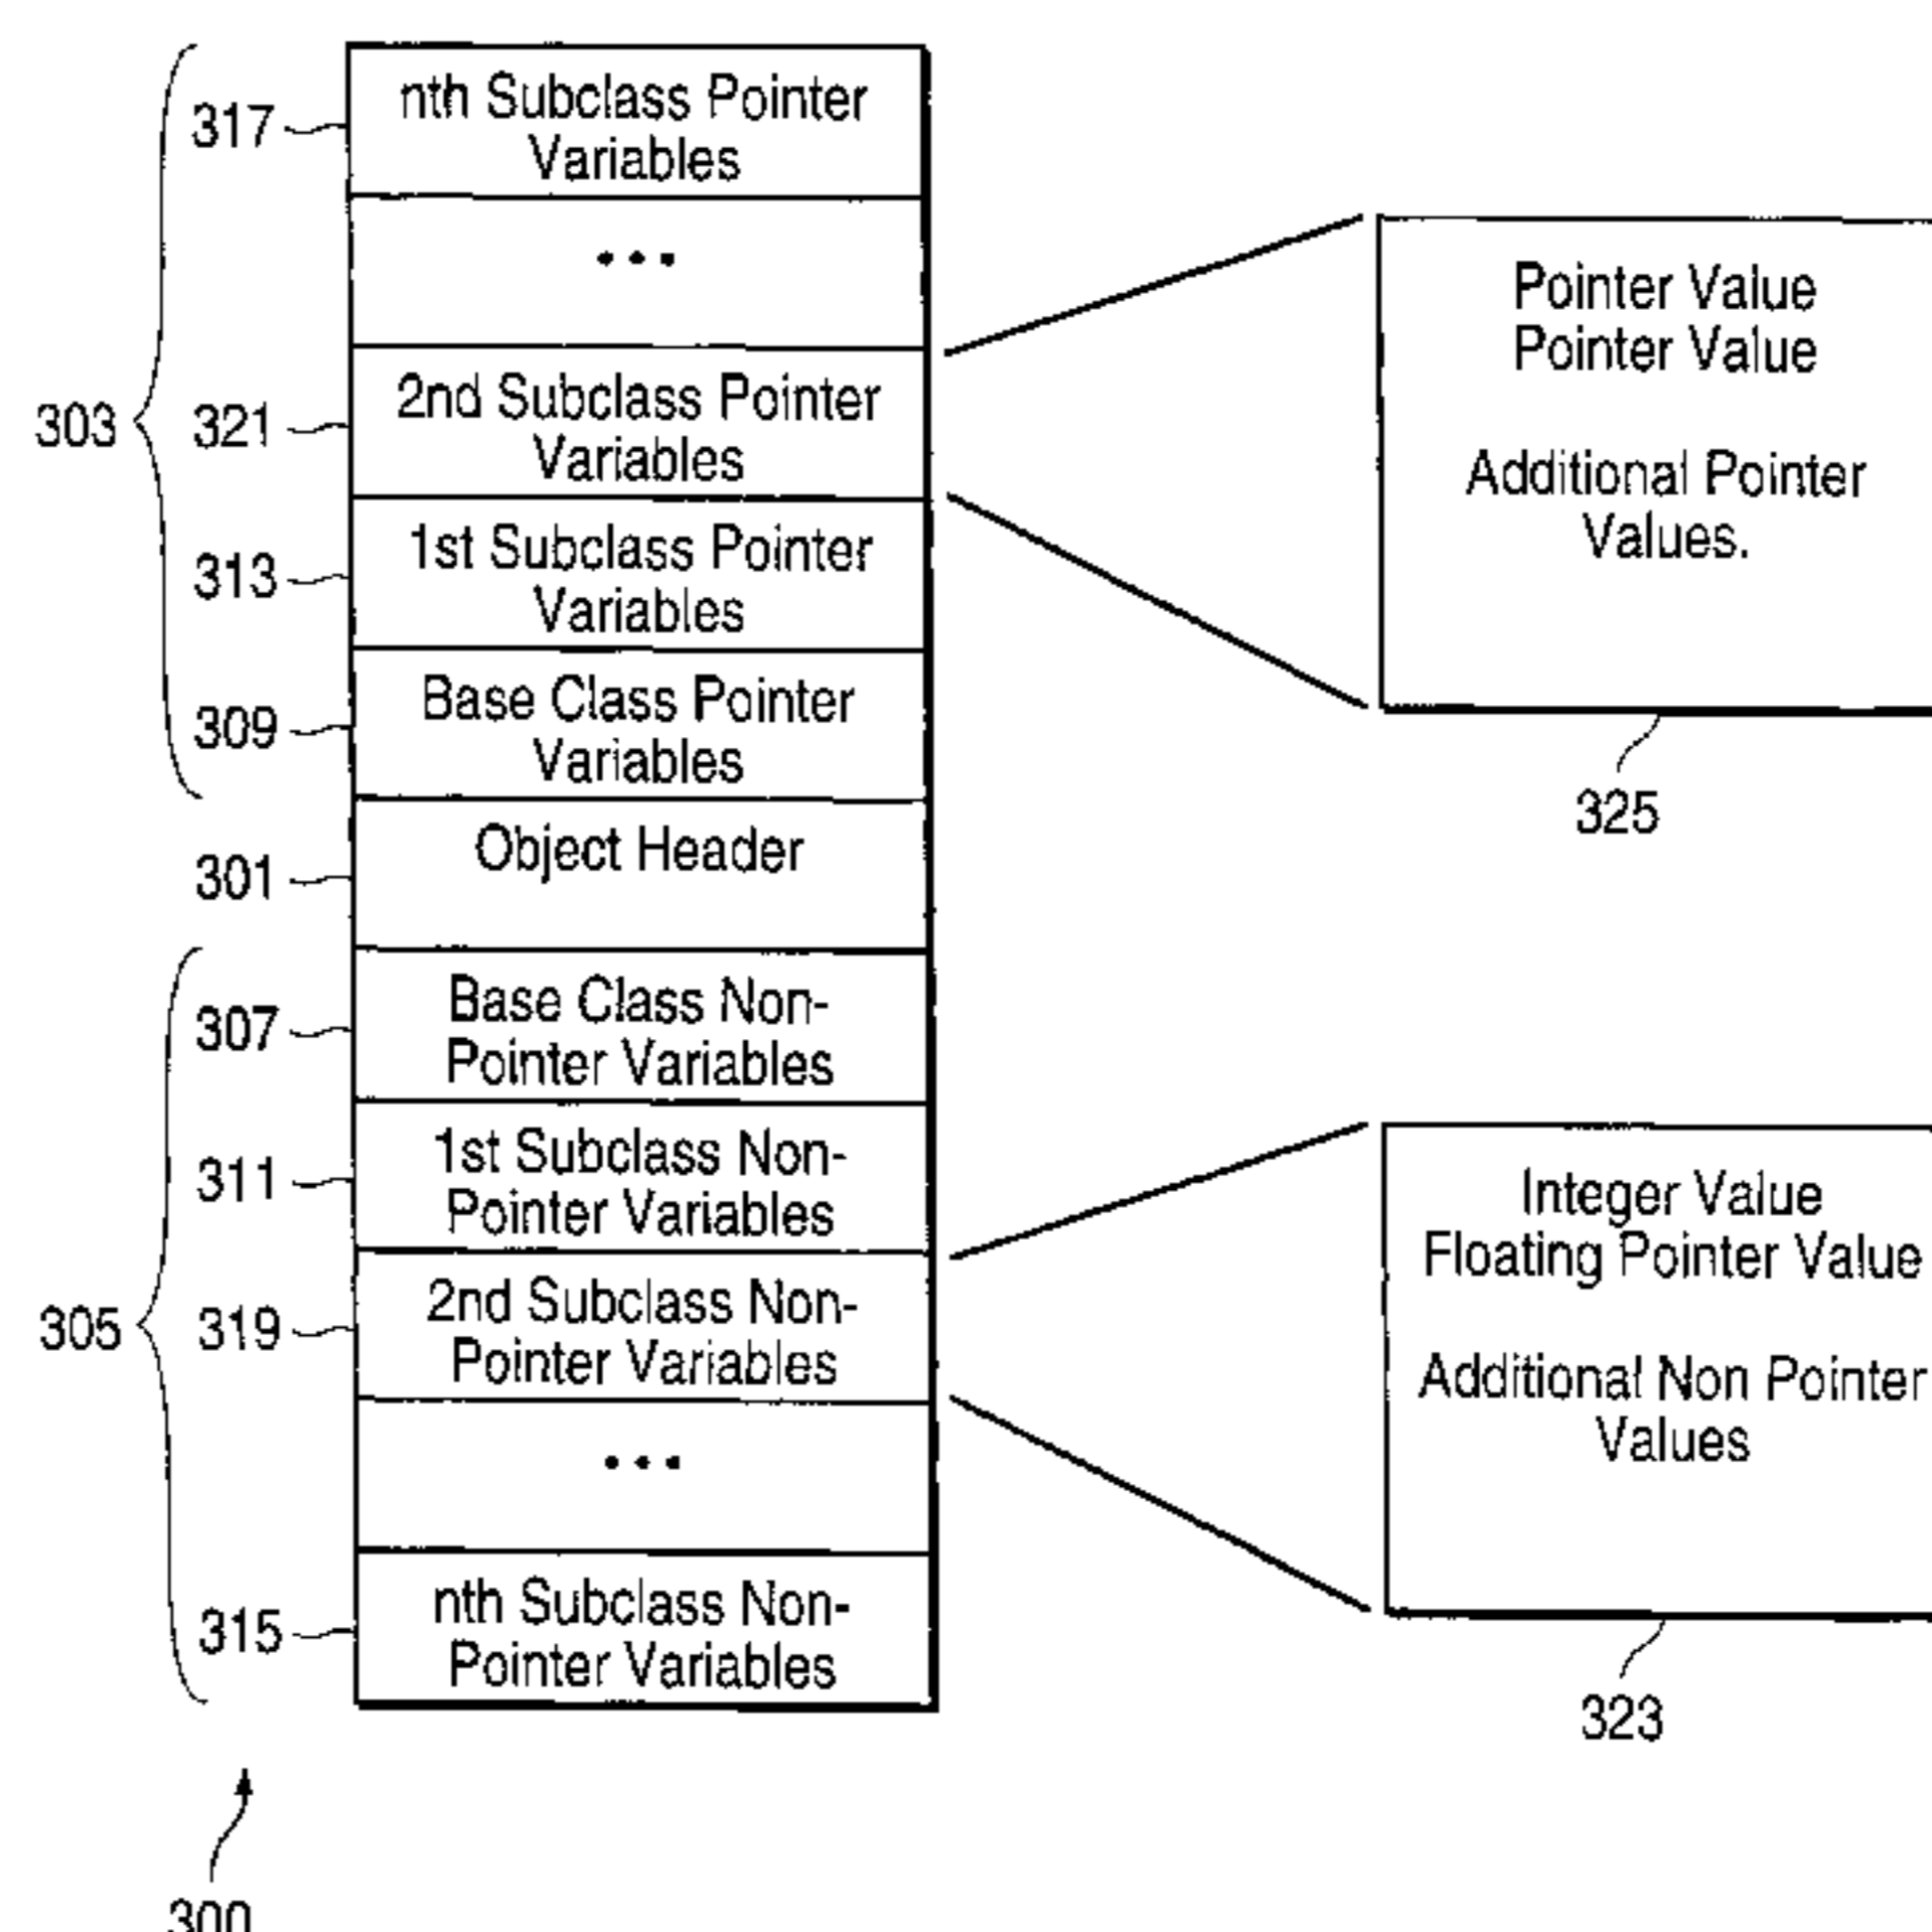 nth Subclass Pointer
Variables
317
...
2nd Subclass Pointer
Variables
303
321
1st Subclass Pointer
Variables
313
Base Class Pointer
Variables
309
Object Header
301
Base Class Non-
Pointer Variables
307
1st Subclass Non-
Pointer Variables
311
2nd Subclass Non-
Pointer Variables
305
319
...
nth Subclass Non-
Pointer Variables
315
300
Pointer Value
Pointer Value
Additional Pointer
Values.
325
Integer Value
Floating Pointer Value
Additional Non Pointer
Values
323